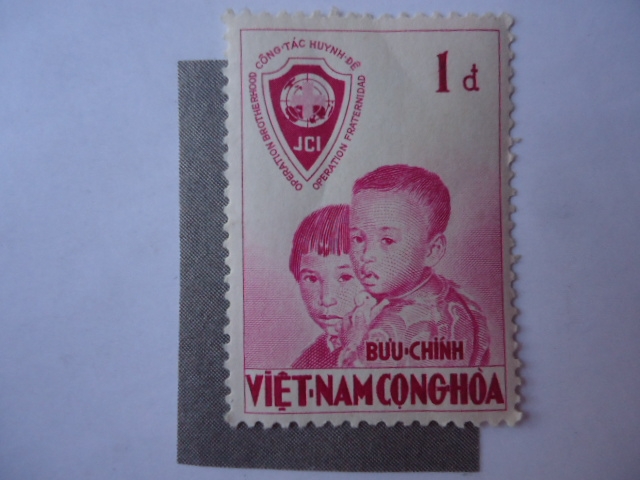 CÔNG·TÁC HUYNH·ĐỆ
OPERATION BROTHERHOOD
OPERATION FRATERNIDAD
JCI
1 đ
BƯU·CHÍNH
VIỆT·NAM CỘNG·HÒA